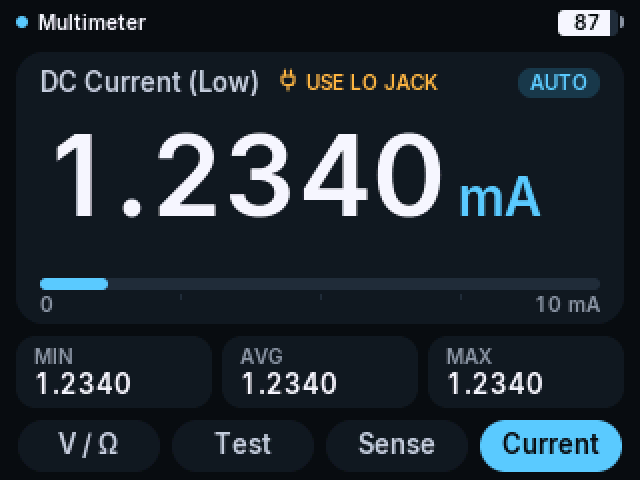 Multimeter
87
DC Current (Low) USE LO JACK AUTO
1.2340 mA
0 10 mA
MIN AVG MAX
1.2340 1.2340 1.2340
V / Ω Test Sense Current